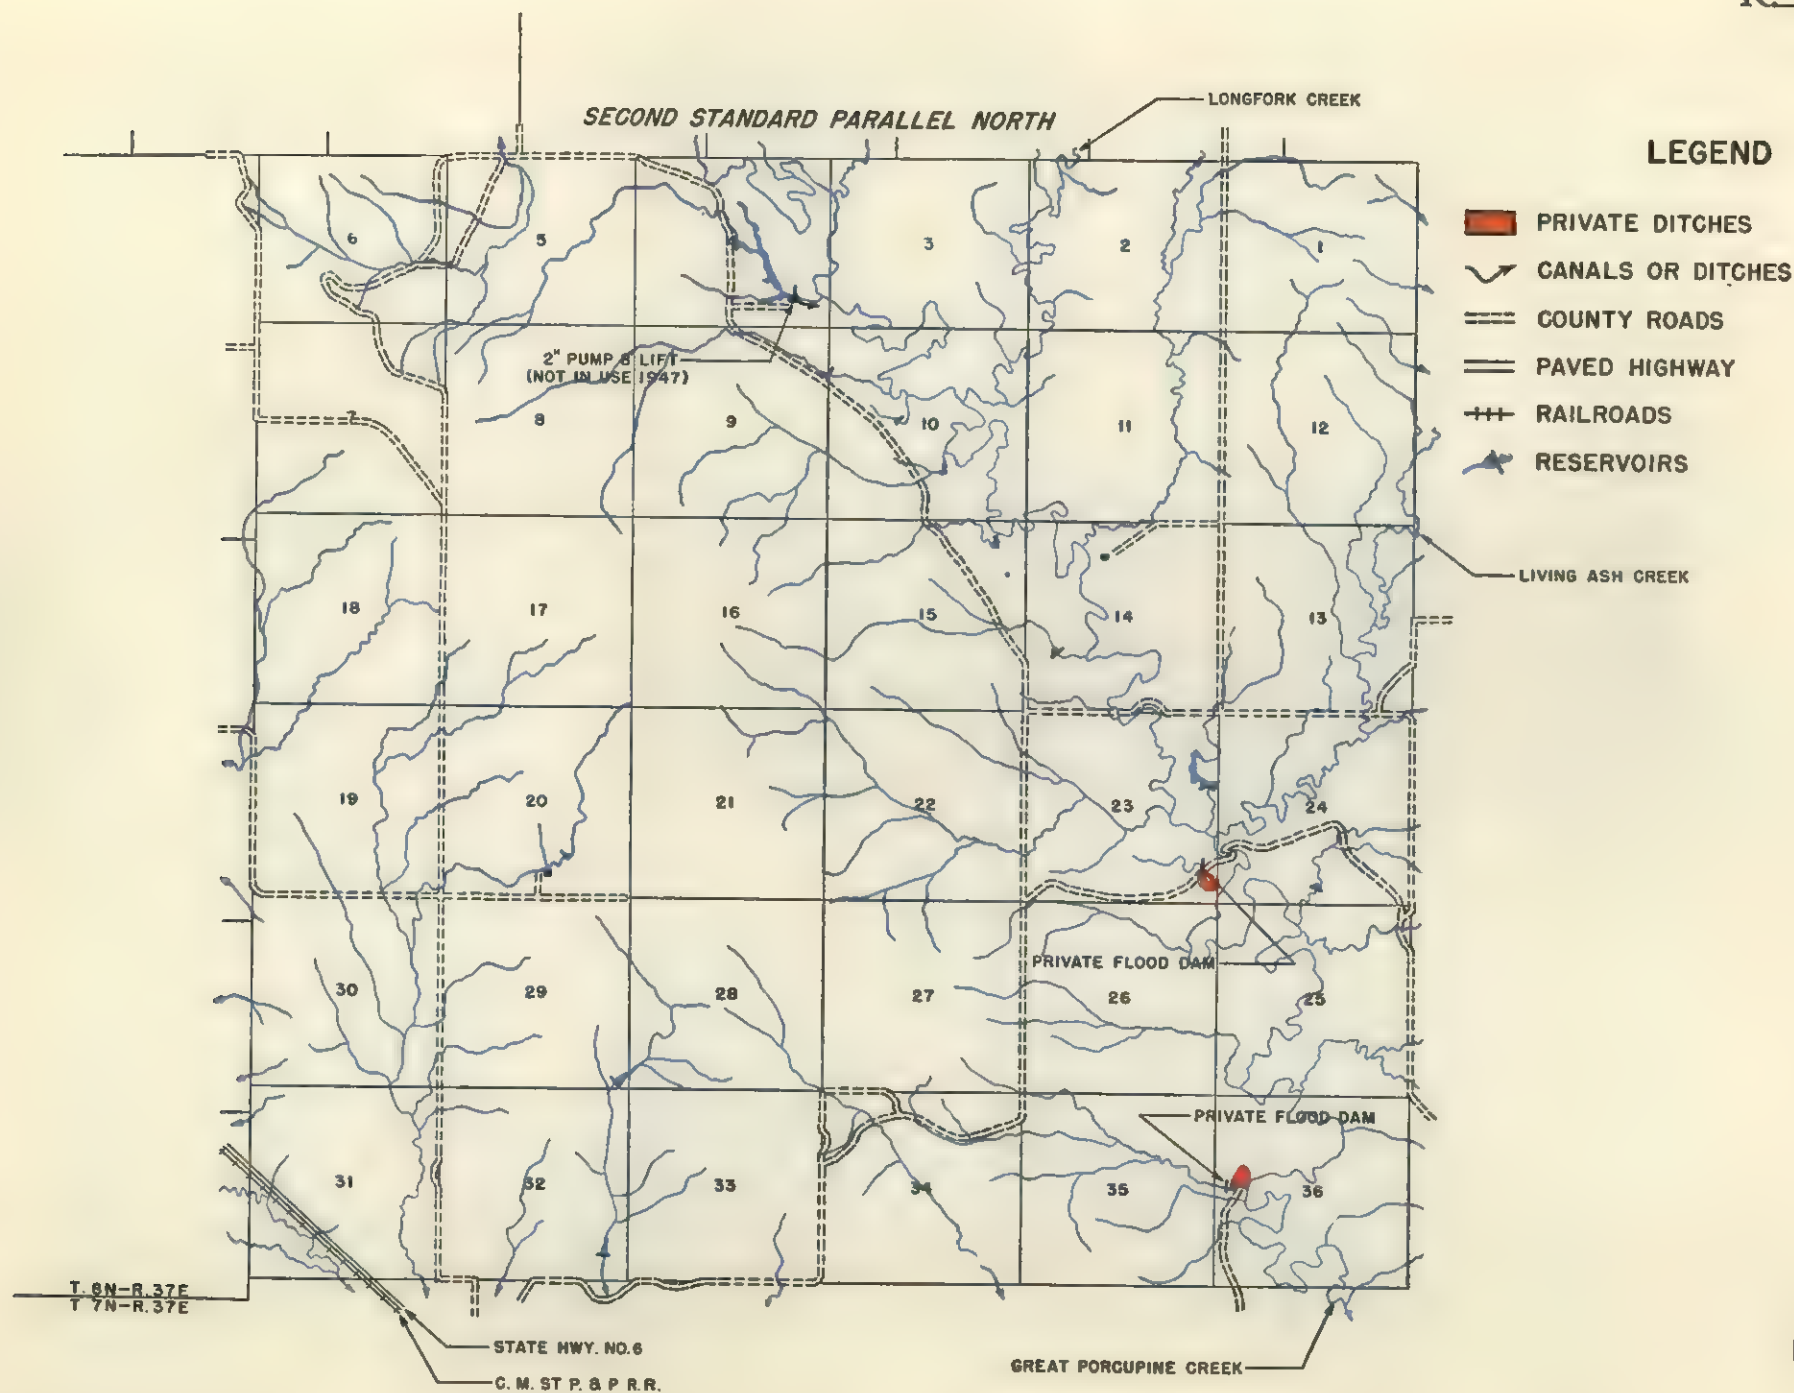 LONGFORK CREEK
SECOND STANDARD PARALLEL NORTH
LEGEND
PRIVATE DITCHES
CANALS OR DITCHES
COUNTY ROADS
PAVED HIGHWAY
RAILROADS
RESERVOIRS
6
5
3
2
1
2" PUMP & LIFT
(NOT IN USE 1947)
7
8
9
10
11
12
LIVING ASH CREEK
18
17
16
15
14
13
19
20
21
22
23
24
PRIVATE FLOOD DAM
30
29
28
27
26
25
PRIVATE FLOOD DAM
31
32
33
34
35
36
T. 8N-R. 37E
T 7N-R. 37E
STATE HWY. NO. 6
C. M. ST P. & P R.R.
GREAT PORCUPINE CREEK